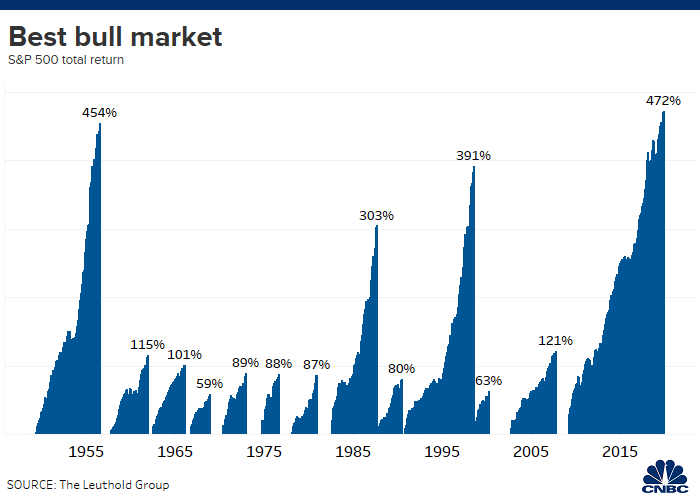 Best bull market
S&P 500 total return
454%
115%
101%
59%
89%
88%
87%
303%
80%
391%
63%
121%
472%
1955 1965 1975 1985 1995 2005 2015
SOURCE: The Leuthold Group
CNBC